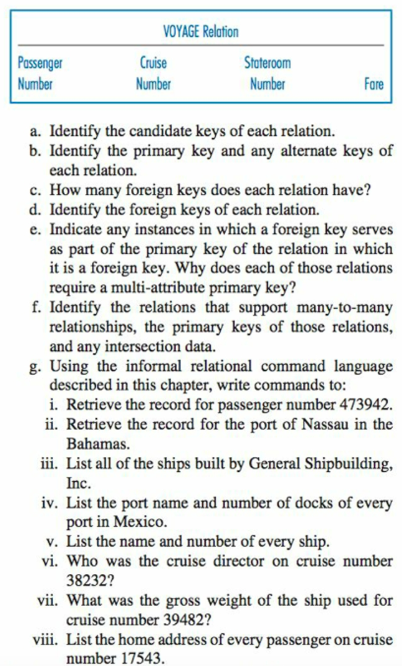 VOYAGE Relation
Passenger Cruise Stateroom
Number Number Number Fare
a. Identify the candidate keys of each relation.
b. Identify the primary key and any alternate keys of
each relation.
c. How many foreign keys does each relation have?
d. Identify the foreign keys of each relation.
e. Indicate any instances in which a foreign key serves
as part of the primary key of the relation in which
it is a foreign key. Why does each of those relations
require a multi-attribute primary key?
f. Identify the relations that support many-to-many
relationships, the primary keys of those relations,
and any intersection data.
g. Using the informal relational command language
described in this chapter, write commands to:
i. Retrieve the record for passenger number 473942.
ii. Retrieve the record for the port of Nassau in the
Bahamas.
iii. List all of the ships built by General Shipbuilding,
Inc.
iv. List the port name and number of docks of every
port in Mexico.
v. List the name and number of every ship.
vi. Who was the cruise director on cruise number
38232?
vii. What was the gross weight of the ship used for
cruise number 39482?
viii. List the home address of every passenger on cruise
number 17543.